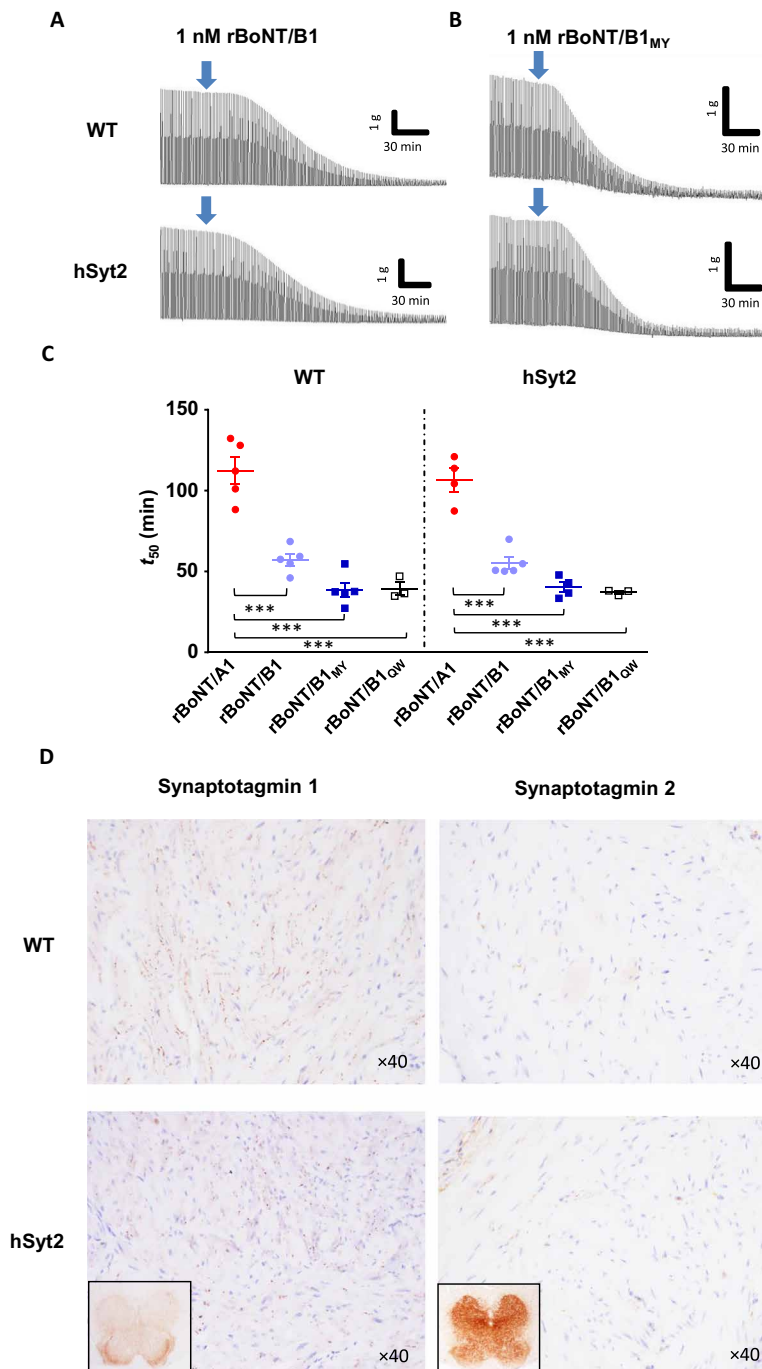 A
B
1 nM rBoNT/B1
1 nM rBoNT/B1MY
WT
1 g
30 min
1 g
30 min
hSyt2
1 g
30 min
1 g
30 min
C
WT
hSyt2
150
100
50
0
t50 (min)
***
***
***
***
***
***
rBoNT/A1
rBoNT/B1
rBoNT/B1MY
rBoNT/B1QW
rBoNT/A1
rBoNT/B1
rBoNT/B1MY
rBoNT/B1QW
D
Synaptotagmin 1
Synaptotagmin 2
WT
×40
×40
hSyt2
×40
×40